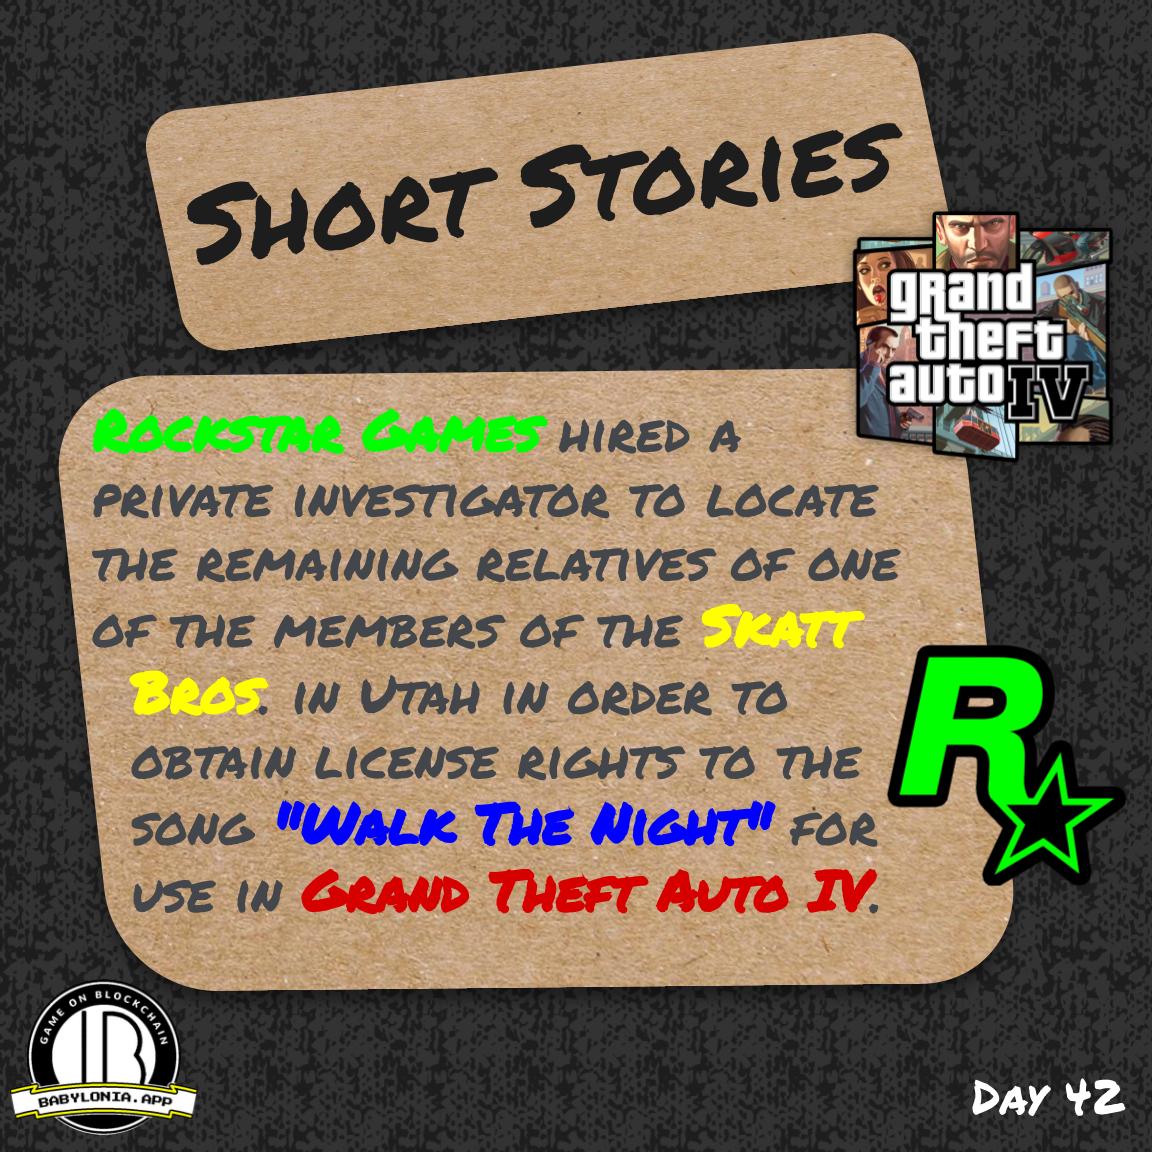 Short Stories
grand
theft
auto IV
Rockstar Games hired a
private investigator to locate
the remaining relatives of one
of the members of the Skatt
Bros. in Utah in order to
obtain license rights to the
song "Walk The Night" for
use in Grand Theft Auto IV.
R
GAME ON BLOCKCHAIN
BABYLONIA.APP
Day 42